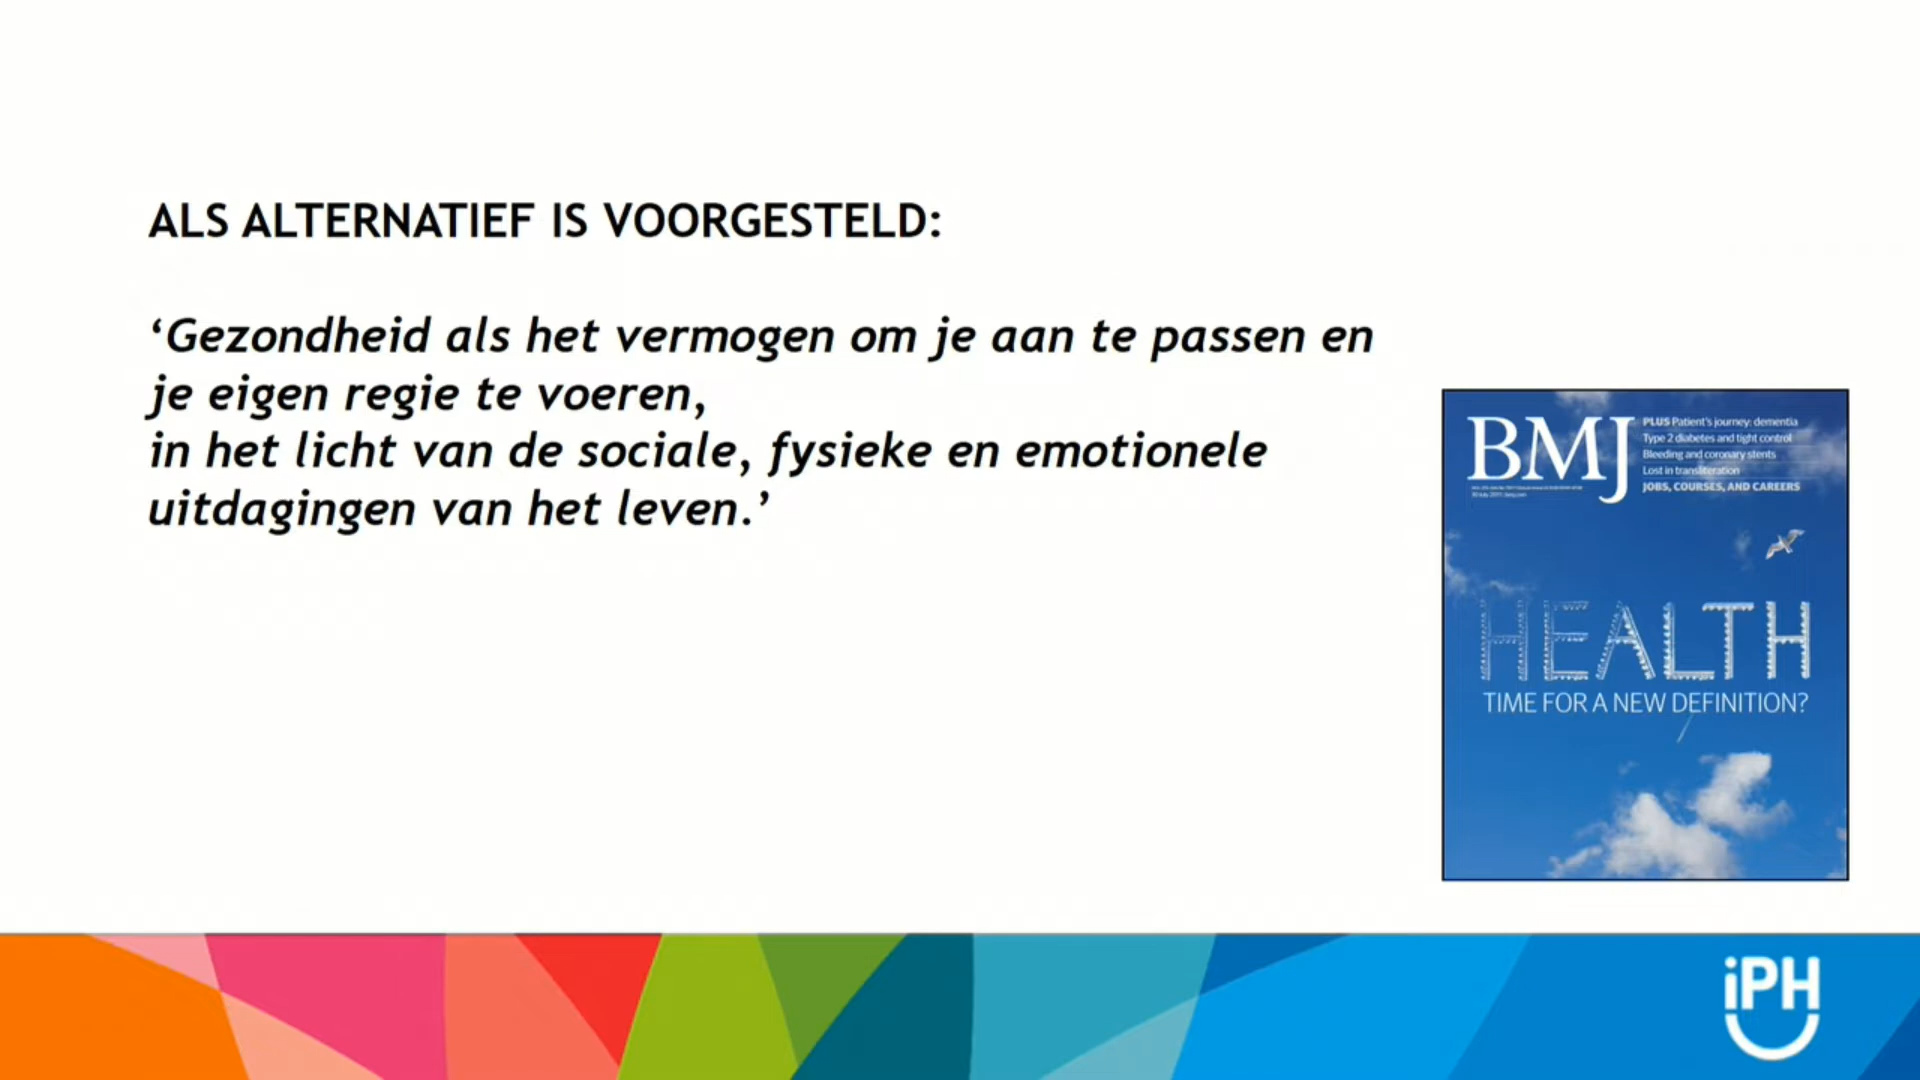 ALS ALTERNATIEF IS VOORGESTELD:
‘Gezondheid als het vermogen om je aan te passen en
je eigen regie te voeren,
in het licht van de sociale, fysieke en emotionele
uitdagingen van het leven.’
BMJ
PLUS Patient's journey: dementia
Type 2 diabetes and tight control
Bleeding and coronary stents
Lost in transliteration
JOBS, COURSES, AND CAREERS
HEALTH
TIME FOR A NEW DEFINITION?
iPH